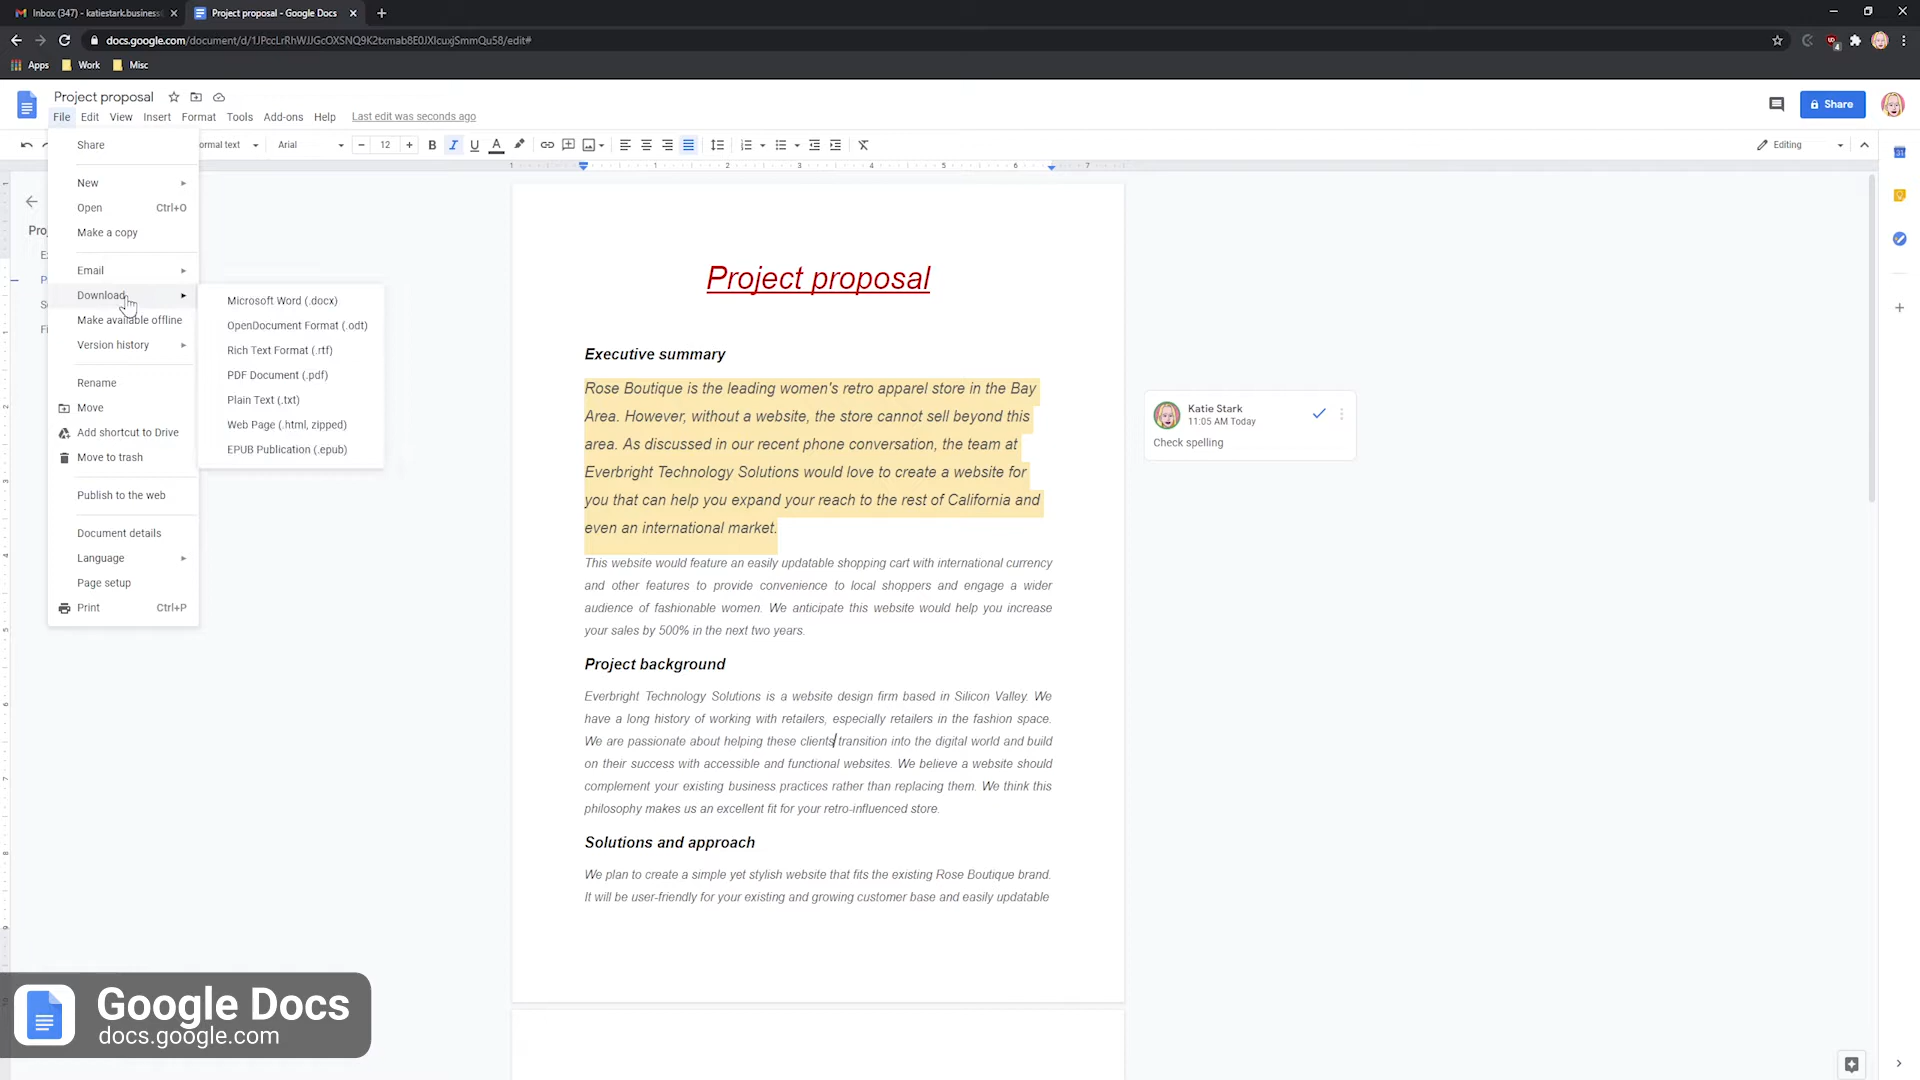 Inbox (347) - katiestark.business
Project proposal - Google Docs
docs.google.com/document/d/1JPccLrRhWJJGcOXSNQ9K2txmab8E0JXIcuxjSmmQu58/edit#
Apps
Work
Misc
Project proposal
File Edit View Insert Format Tools Add-ons Help Last edit was seconds ago
Share
ormal text
Arial
12
Editing
Share
New
Open Ctrl+O
Make a copy
Email
Download
Make available offline
Version history
Rename
Move
Add shortcut to Drive
Move to trash
Publish to the web
Document details
Language
Page setup
Print Ctrl+P
Microsoft Word (.docx)
OpenDocument Format (.odt)
Rich Text Format (.rtf)
PDF Document (.pdf)
Plain Text (.txt)
Web Page (.html, zipped)
EPUB Publication (.epub)
Project proposal
Executive summary
Rose Boutique is the leading women's retro apparel store in the Bay
Area. However, without a website, the store cannot sell beyond this
area. As discussed in our recent phone conversation, the team at
Everbright Technology Solutions would love to create a website for
you that can help you expand your reach to the rest of California and
even an international market.
This website would feature an easily updatable shopping cart with international currency
and other features to provide convenience to local shoppers and engage a wider
audience of fashionable women. We anticipate this website would help you increase
your sales by 500% in the next two years.
Project background
Everbright Technology Solutions is a website design firm based in Silicon Valley. We
have a long history of working with retailers, especially retailers in the fashion space.
We are passionate about helping these clients transition into the digital world and build
on their success with accessible and functional websites. We believe a website should
complement your existing business practices rather than replacing them. We think this
philosophy makes us an excellent fit for your retro-influenced store.
Solutions and approach
We plan to create a simple yet stylish website that fits the existing Rose Boutique brand.
It will be user-friendly for your existing and growing customer base and easily updatable
Katie Stark
11:05 AM Today
Check spelling
Google Docs
docs.google.com